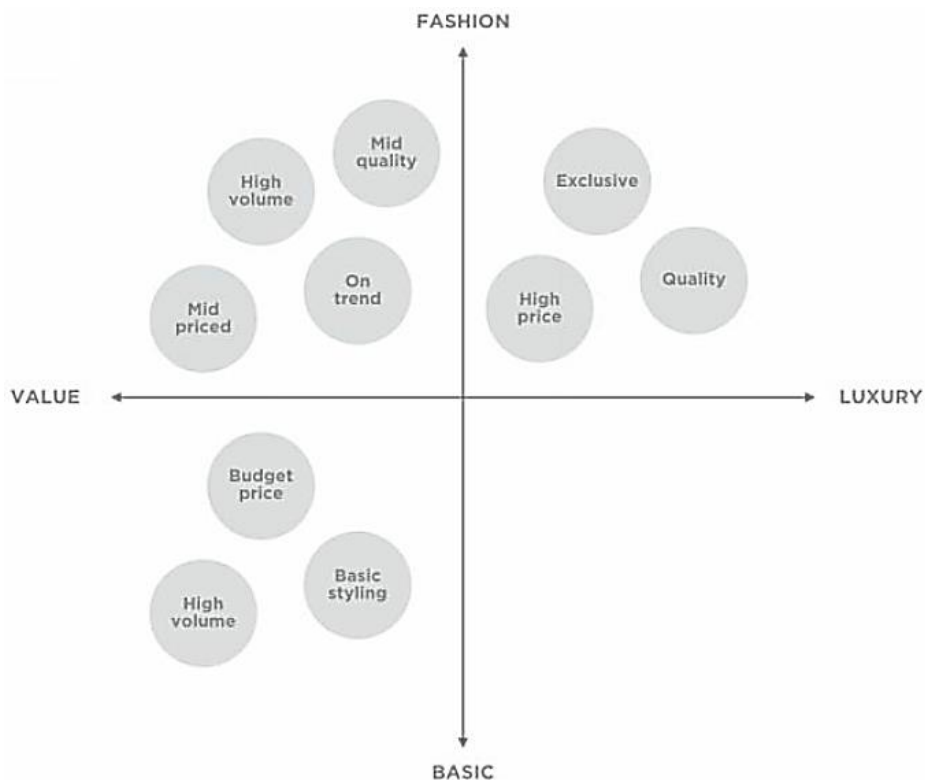 FASHION
Mid
quality
High
volume
Exclusive
On
trend
Quality
High
price
Mid
priced
VALUE
LUXURY
Budget
price
Basic
styling
High
volume
BASIC